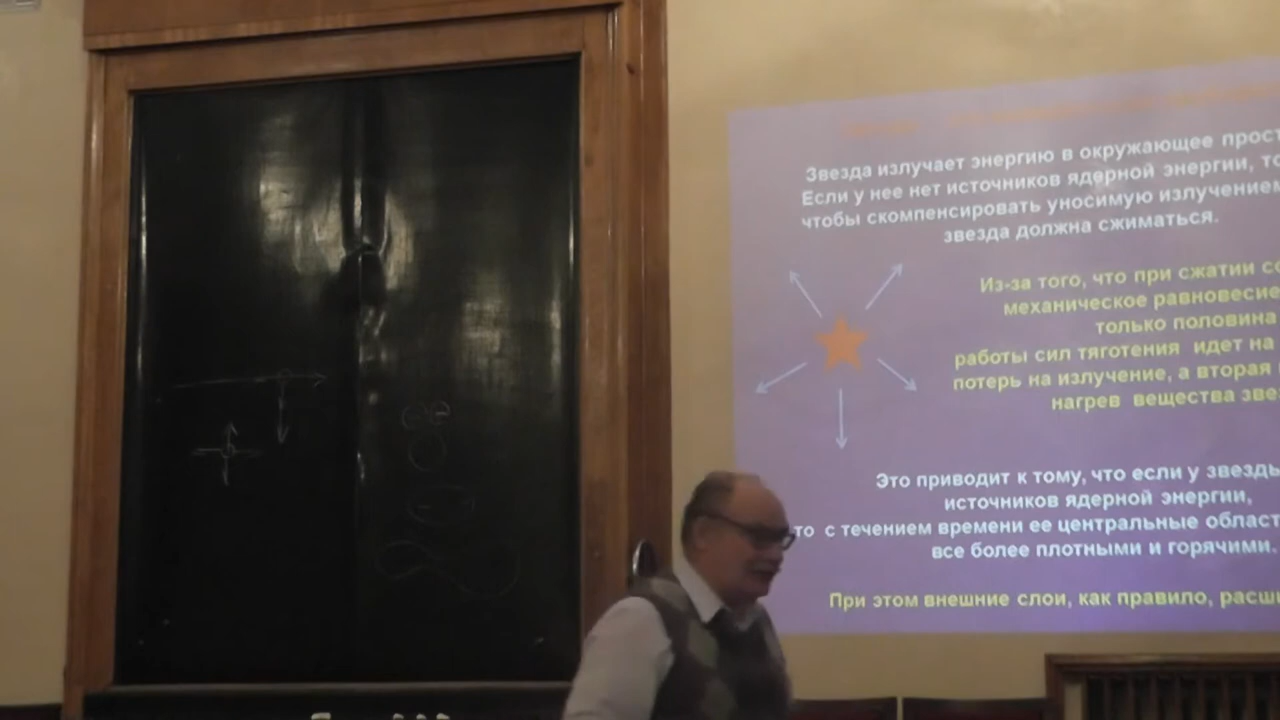 Звезда излучает энергию в окружающее прост
Если у нее нет источников ядерной энергии, то
чтобы скомпенсировать уносимую излучением
звезда должна сжиматься.
Из-за того, что при сжатии со
механическое равновесие
только половина
работы сил тяготения идет на
потерь на излучение, а вторая
нагрев вещества зве
Это приводит к тому, что если у звезды
источников ядерной энергии,
то с течением времени ее центральные област
все более плотными и горячими.
При этом внешние слои, как правило, расши